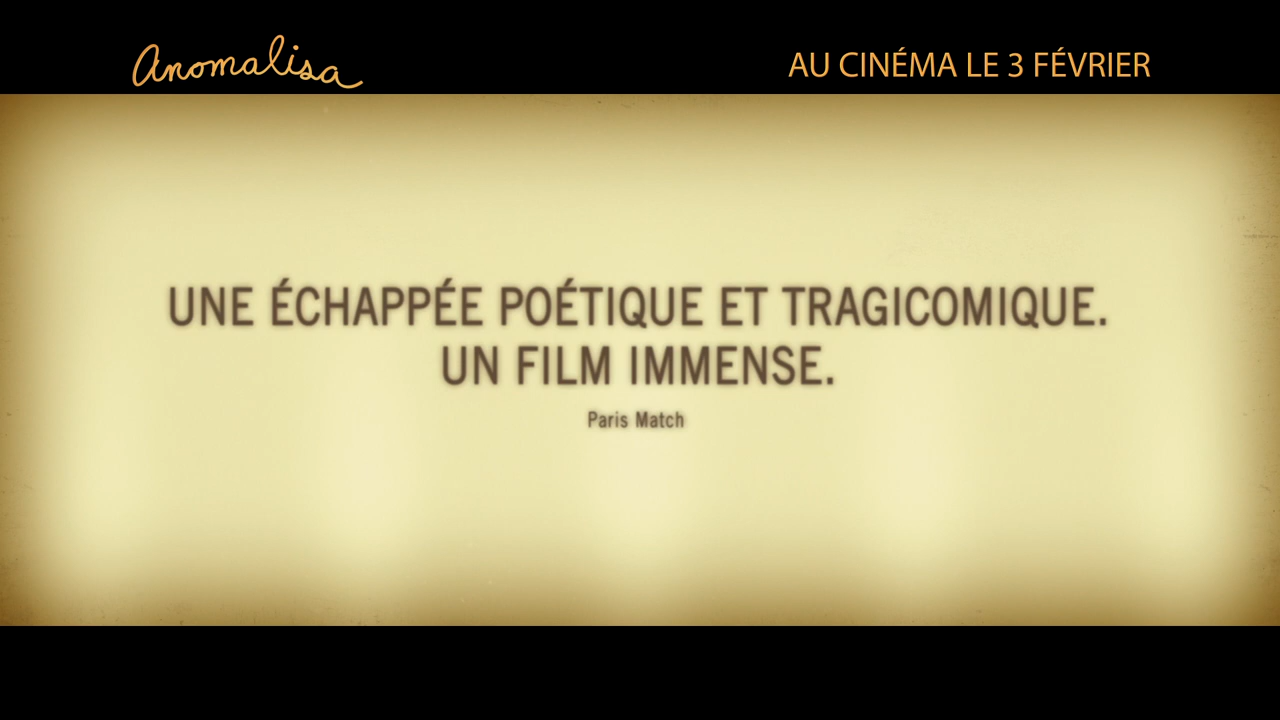 Anomalisa
AU CINÉMA LE 3 FÉVRIER
UNE ÉCHAPPÉE POÉTIQUE ET TRAGICOMIQUE.
UN FILM IMMENSE.
Paris Match